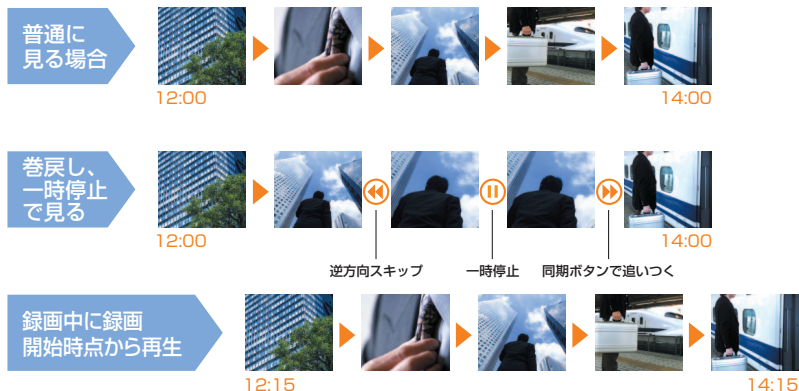 普通に
見る場合
12:00
14:00
巻戻し、
一時停止
で見る
12:00
14:00
逆方向スキップ
一時停止
同期ボタンで追いつく
録画中に録画
開始時点から再生
12:15
14:15